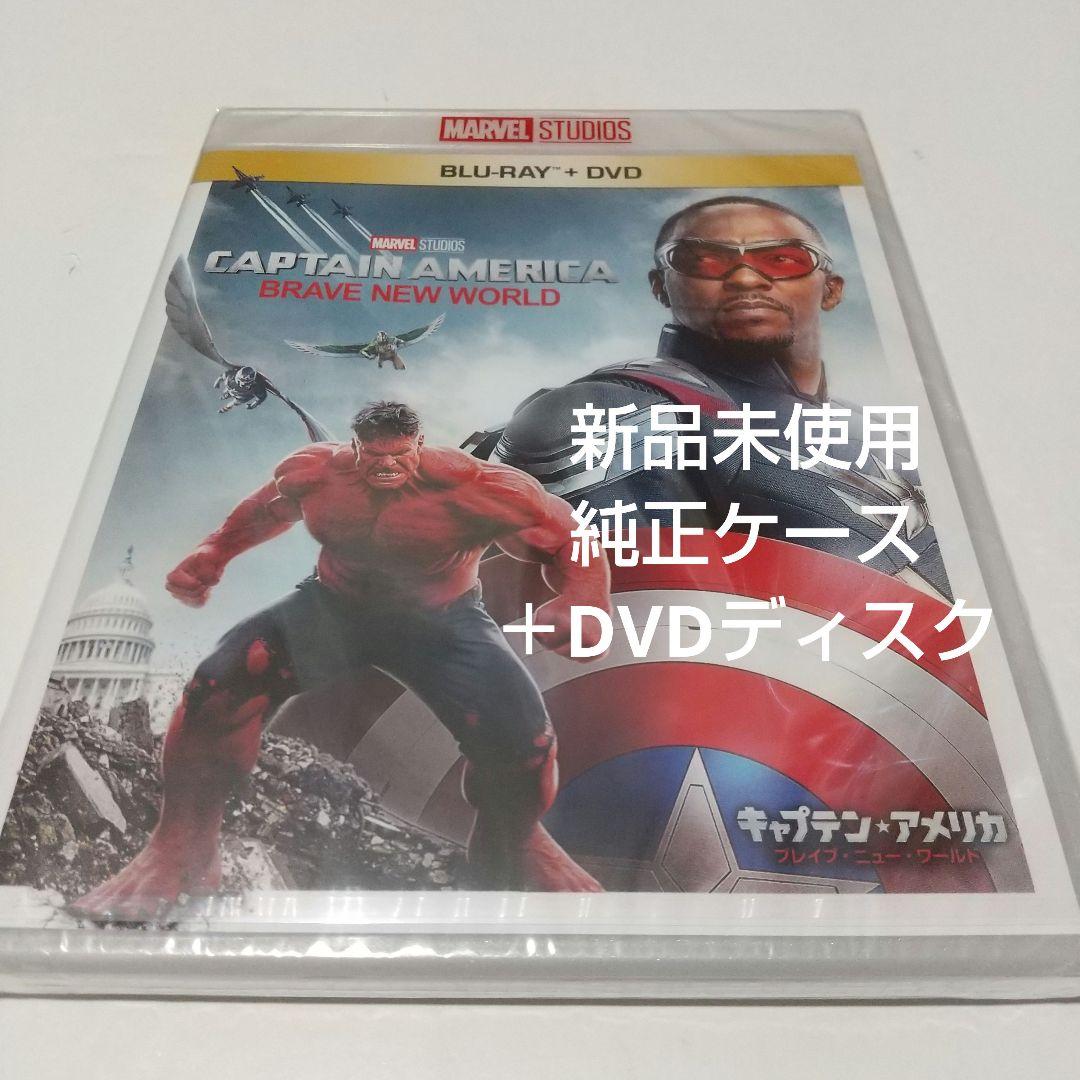 MARVEL STUDIOS
BLU-RAY™ + DVD
MARVEL STUDIOS
CAPTAIN AMERICA
BRAVE NEW WORLD
新品未使用
純正ケース
＋DVDディスク
キャプテン★アメリカ
ブレイブ・ニュー・ワールド